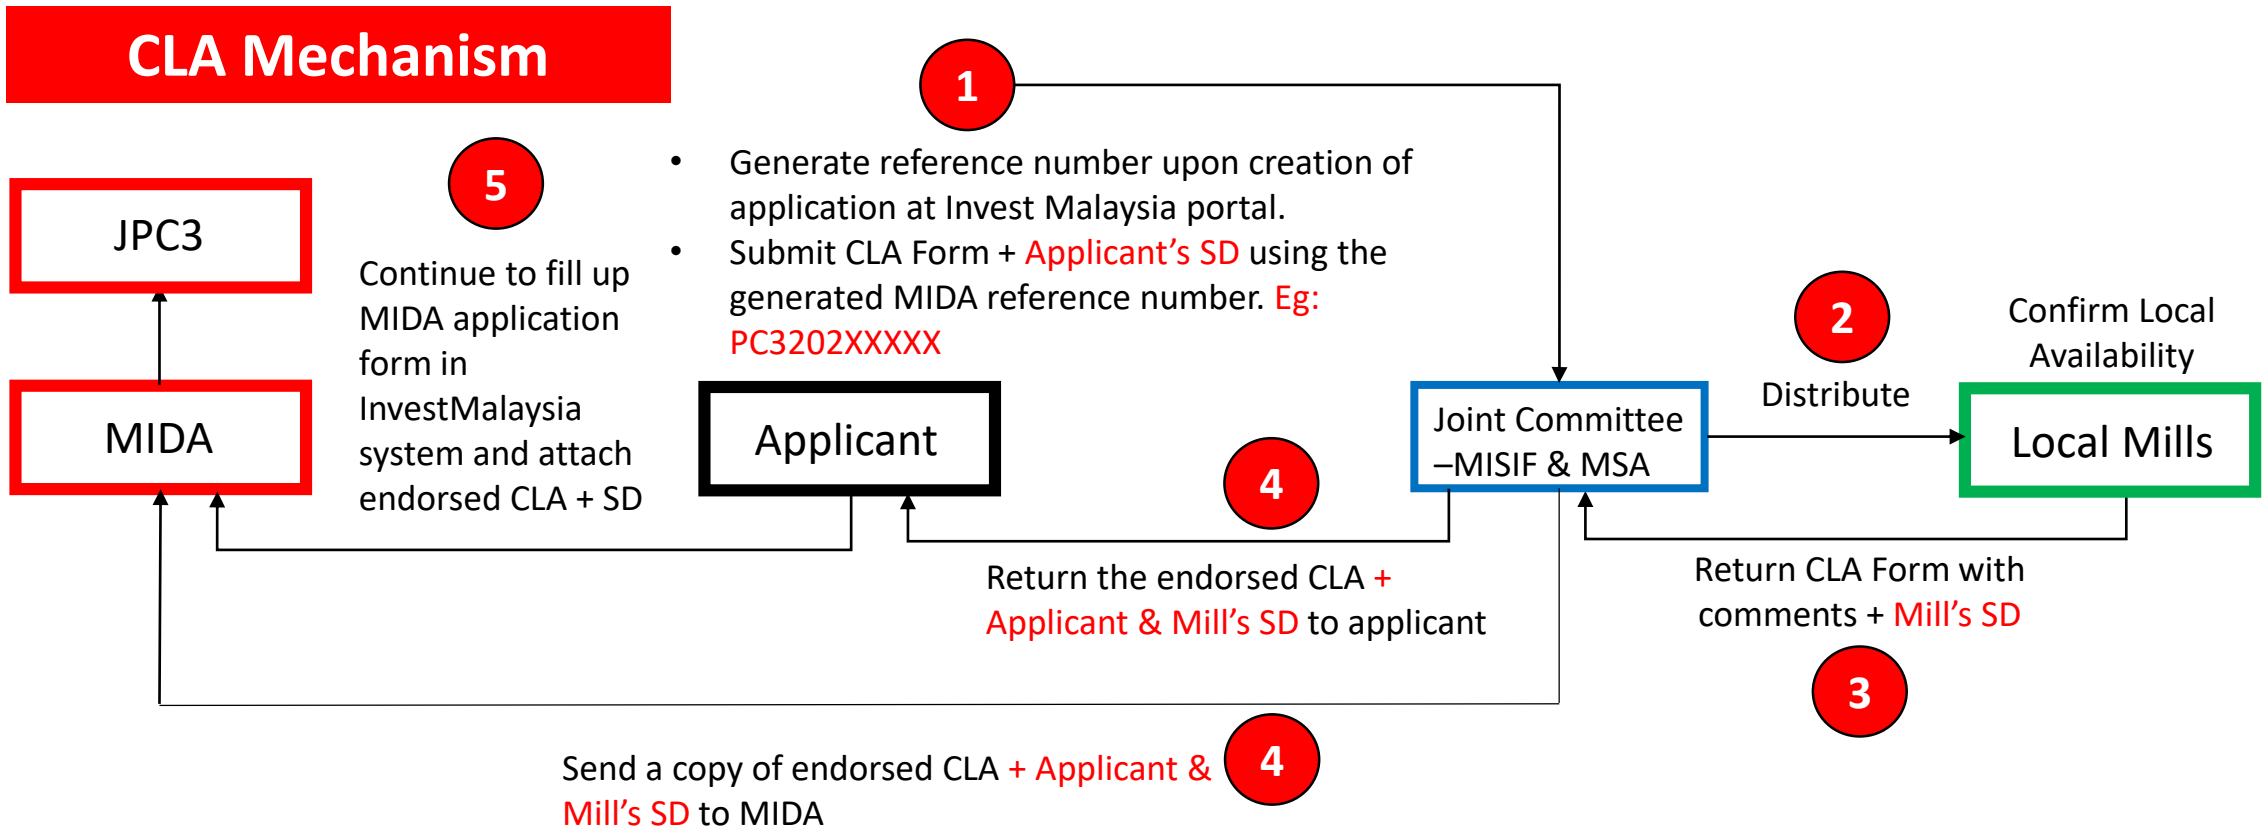 CLA Mechanism
1
• Generate reference number upon creation of
application at Invest Malaysia portal.
• Submit CLA Form + Applicant’s SD using the
generated MIDA reference number. Eg:
PC3202XXXXX
5
Continue to fill up
MIDA application
form in
InvestMalaysia
system and attach
endorsed CLA + SD
JPC3
MIDA
Applicant
Joint Committee
–MISIF & MSA
2
Distribute
Confirm Local
Availability
Local Mills
4
Return the endorsed CLA +
Applicant & Mill’s SD to applicant
Return CLA Form with
comments + Mill’s SD
3
4
Send a copy of endorsed CLA + Applicant &
Mill’s SD to MIDA